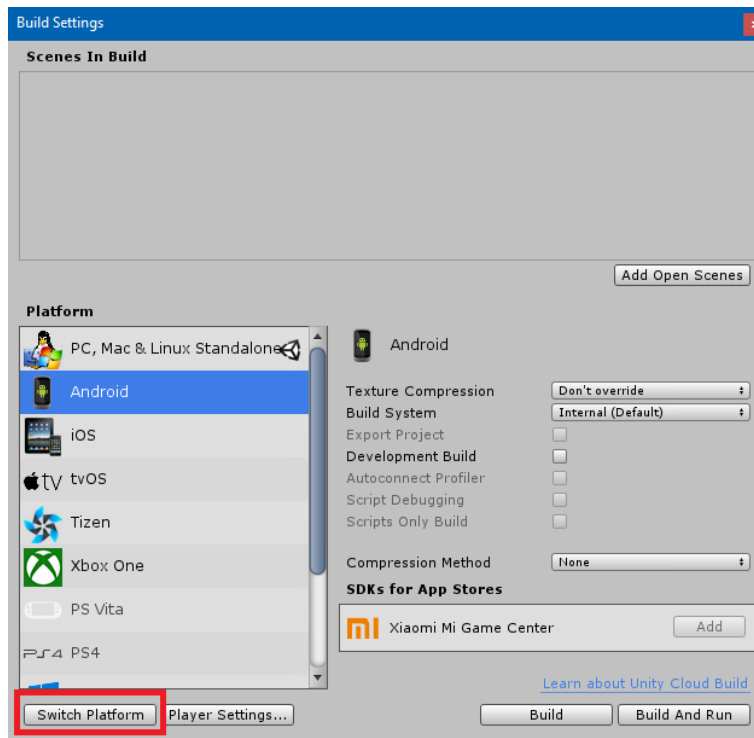 Build Settings
Scenes In Build
Add Open Scenes
Platform
PC, Mac & Linux Standalone
Android
iOS
tv tvOS
Tizen
Xbox One
PS Vita
PS4 PS4
Android
Texture Compression Don't override
Build System Internal (Default)
Export Project
Development Build
Autoconnect Profiler
Script Debugging
Scripts Only Build
Compression Method None
SDKs for App Stores
Xiaomi Mi Game Center Add
Learn about Unity Cloud Build
Switch Platform Player Settings... Build Build And Run